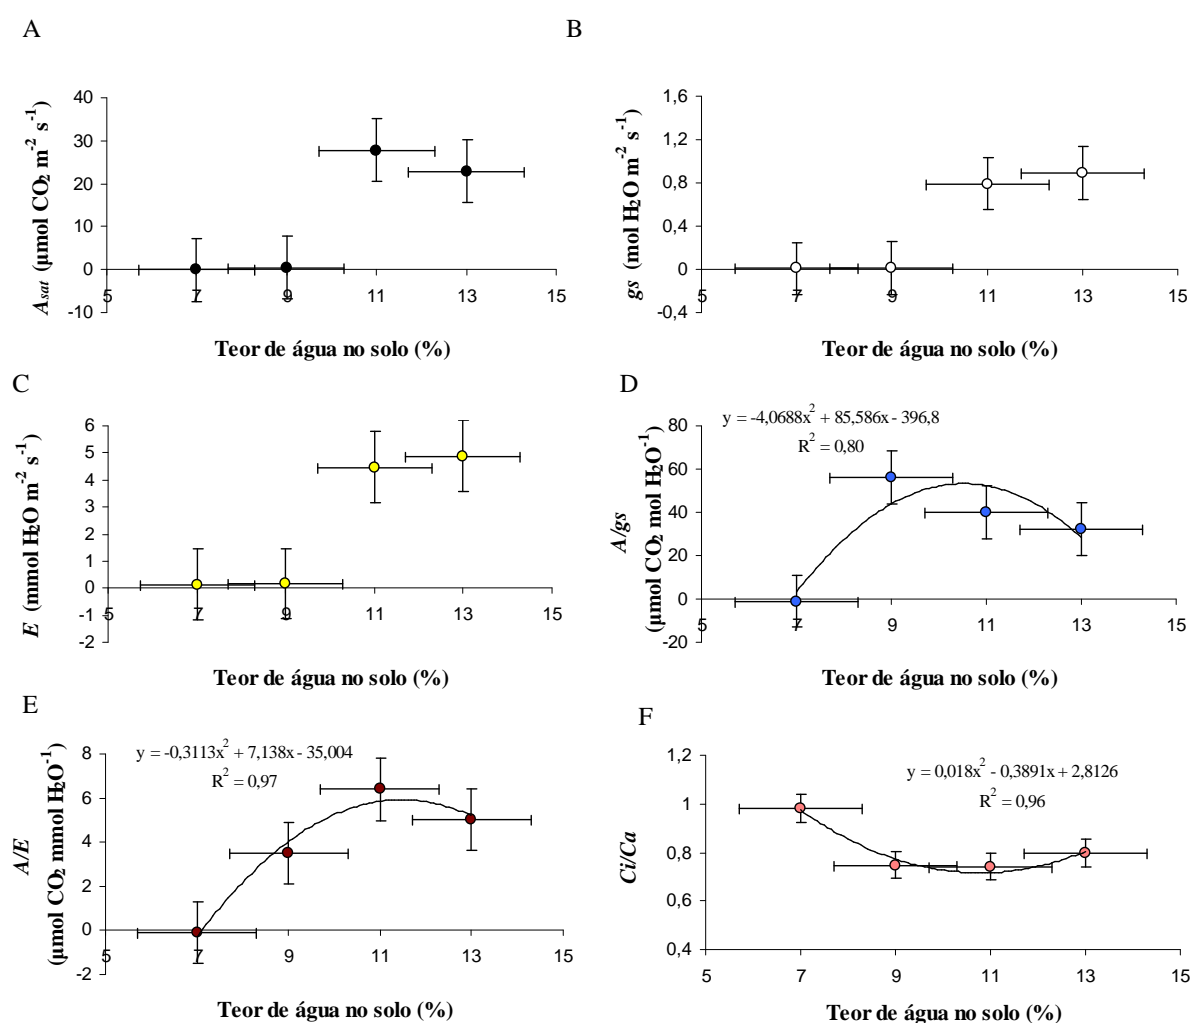 A
B
40
30
20
10
0
-10
5
7
9
11
13
15
A_sat (µmol CO₂ m⁻² s⁻¹)
Teor de água no solo (%)
1,6
1,2
0,8
0,4
0
-0,4
5
7
9
11
13
15
gs (mol H₂O m⁻² s⁻¹)
Teor de água no solo (%)
C
D
6
5
4
3
2
1
0
-1
-2
5
7
9
11
13
15
E (mmol H₂O m⁻² s⁻¹)
Teor de água no solo (%)
y = -4,0688x² + 85,586x - 396,8
R² = 0,80
80
60
40
20
0
-20
5
7
9
11
13
15
A/gs
(µmol CO₂ mol H₂O⁻¹)
Teor de água no solo (%)
E
F
y = -0,3113x² + 7,138x - 35,004
R² = 0,97
8
6
4
2
0
-2
5
7
9
11
13
15
A/E
(µmol CO₂ mmol H₂O⁻¹)
Teor de água no solo (%)
y = 0,018x² - 0,3891x + 2,8126
R² = 0,96
1,2
1
0,8
0,6
0,4
5
7
9
11
13
15
Ci/Ca
Teor de água no solo (%)